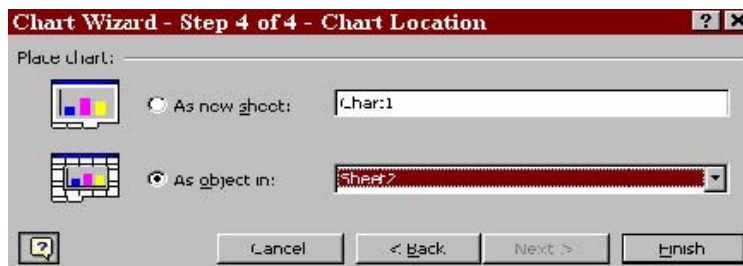 Chart Wizard - Step 4 of 4 - Chart Location
Place chart:
As new sheet: Chart1
As object in: Sheet2
Cancel < Back Next > Finish